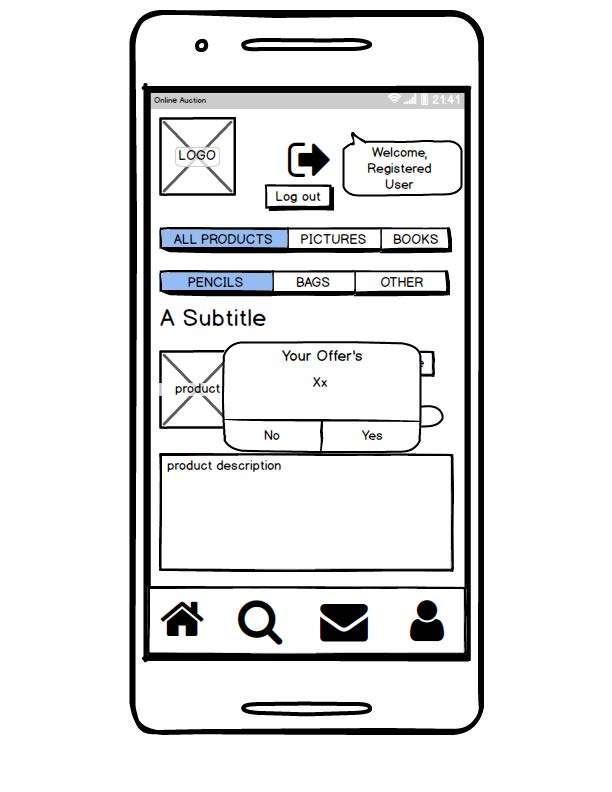 Online Auction
21:41
LOGO
Welcome,
Registered
User
Log out
ALL PRODUCTS PICTURES BOOKS
PENCILS BAGS OTHER
A Subtitle
Your Offer's
Xx
product
No Yes
product description